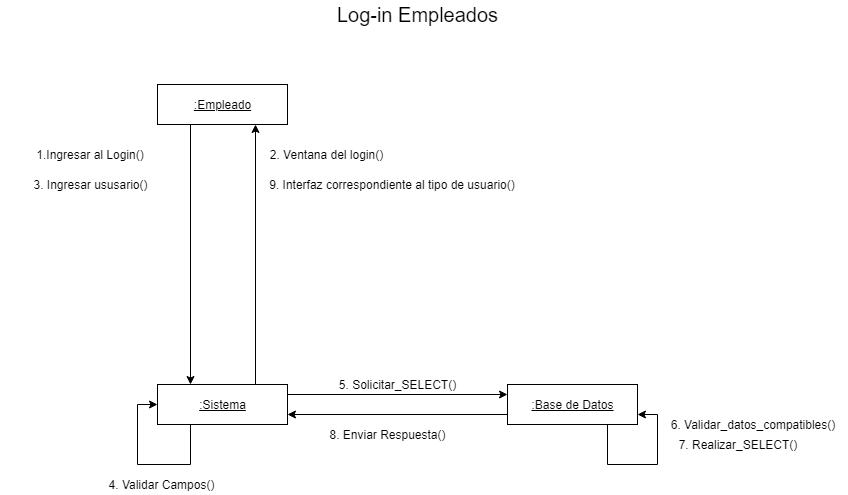 Log-in Empleados
:Empleado
1.Ingresar al Login()
2. Ventana del login()
3. Ingresar ususario()
9. Interfaz correspondiente al tipo de usuario()
5. Solicitar_SELECT()
:Sistema
:Base de Datos
8. Enviar Respuesta()
6. Validar_datos_compatibles()
7. Realizar_SELECT()
4. Validar Campos()